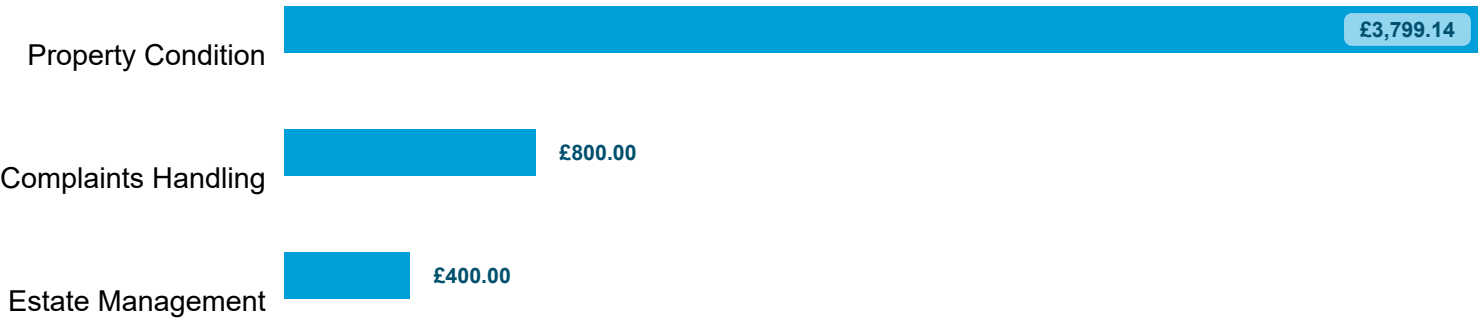 Property Condition
£3,799.14
Complaints Handling
£800.00
Estate Management
£400.00